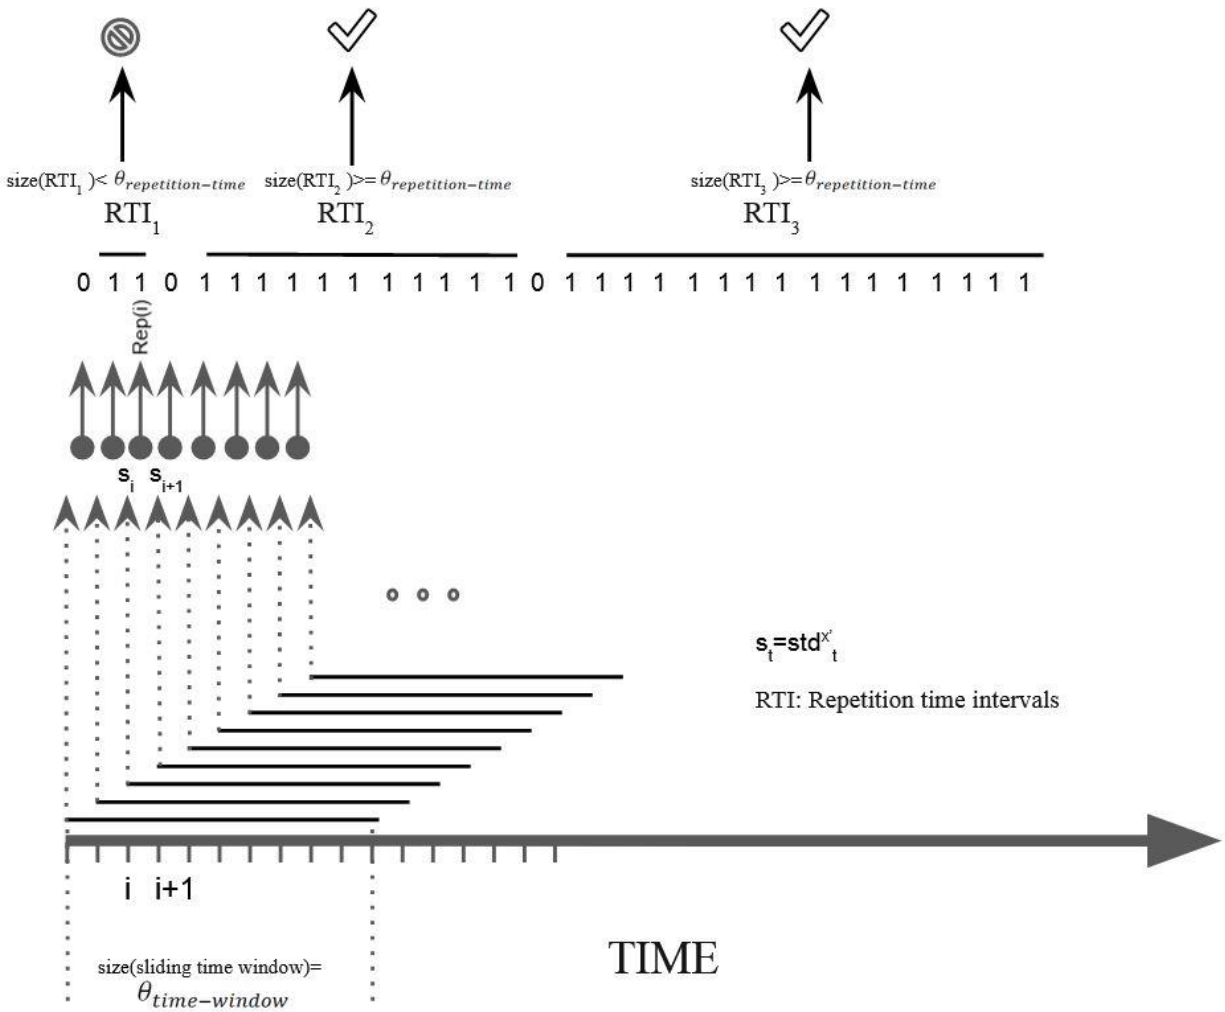 size(RTI₁)< θrepetition−time size(RTI₂)>=θrepetition−time size(RTI₃)>=θrepetition−time
RTI₁ RTI₂ RTI₃
0 1 1 0 1 1 1 1 1 1 1 1 1 1 1 0 1 1 1 1 1 1 1 1 1 1 1 1 1 1 1 1
Rep(i)
sᵢ sᵢ₊₁
sₜ=stdˣ'ₜ
RTI: Repetition time intervals
i i+1
TIME
size(sliding time window)=
θtime−window